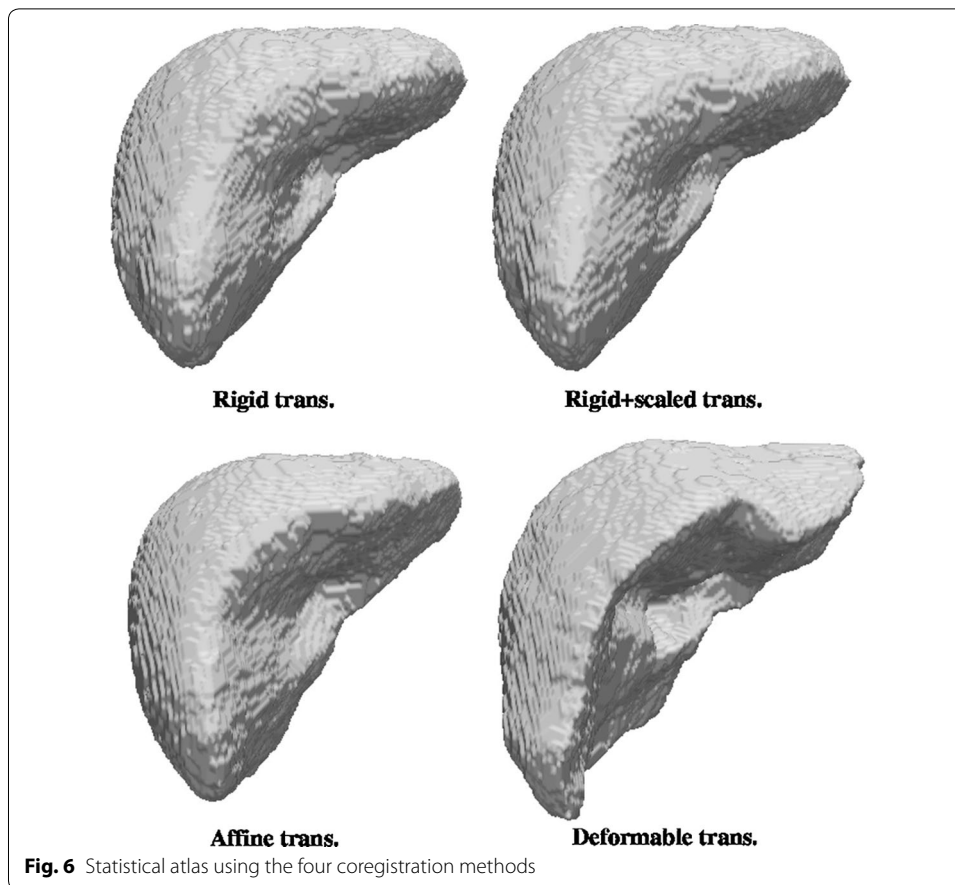 Rigid trans.
Rigid+scaled trans.
Affine trans.
Deformable trans.
Fig. 6 Statistical atlas using the four coregistration methods